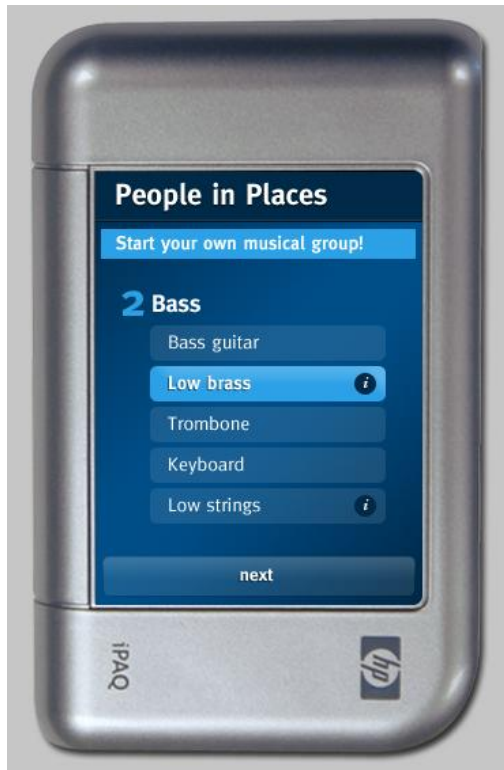 People in Places
Start your own musical group!
2 Bass
Bass guitar
Low brass i
Trombone
Keyboard
Low strings i
next
iPAQ
hp